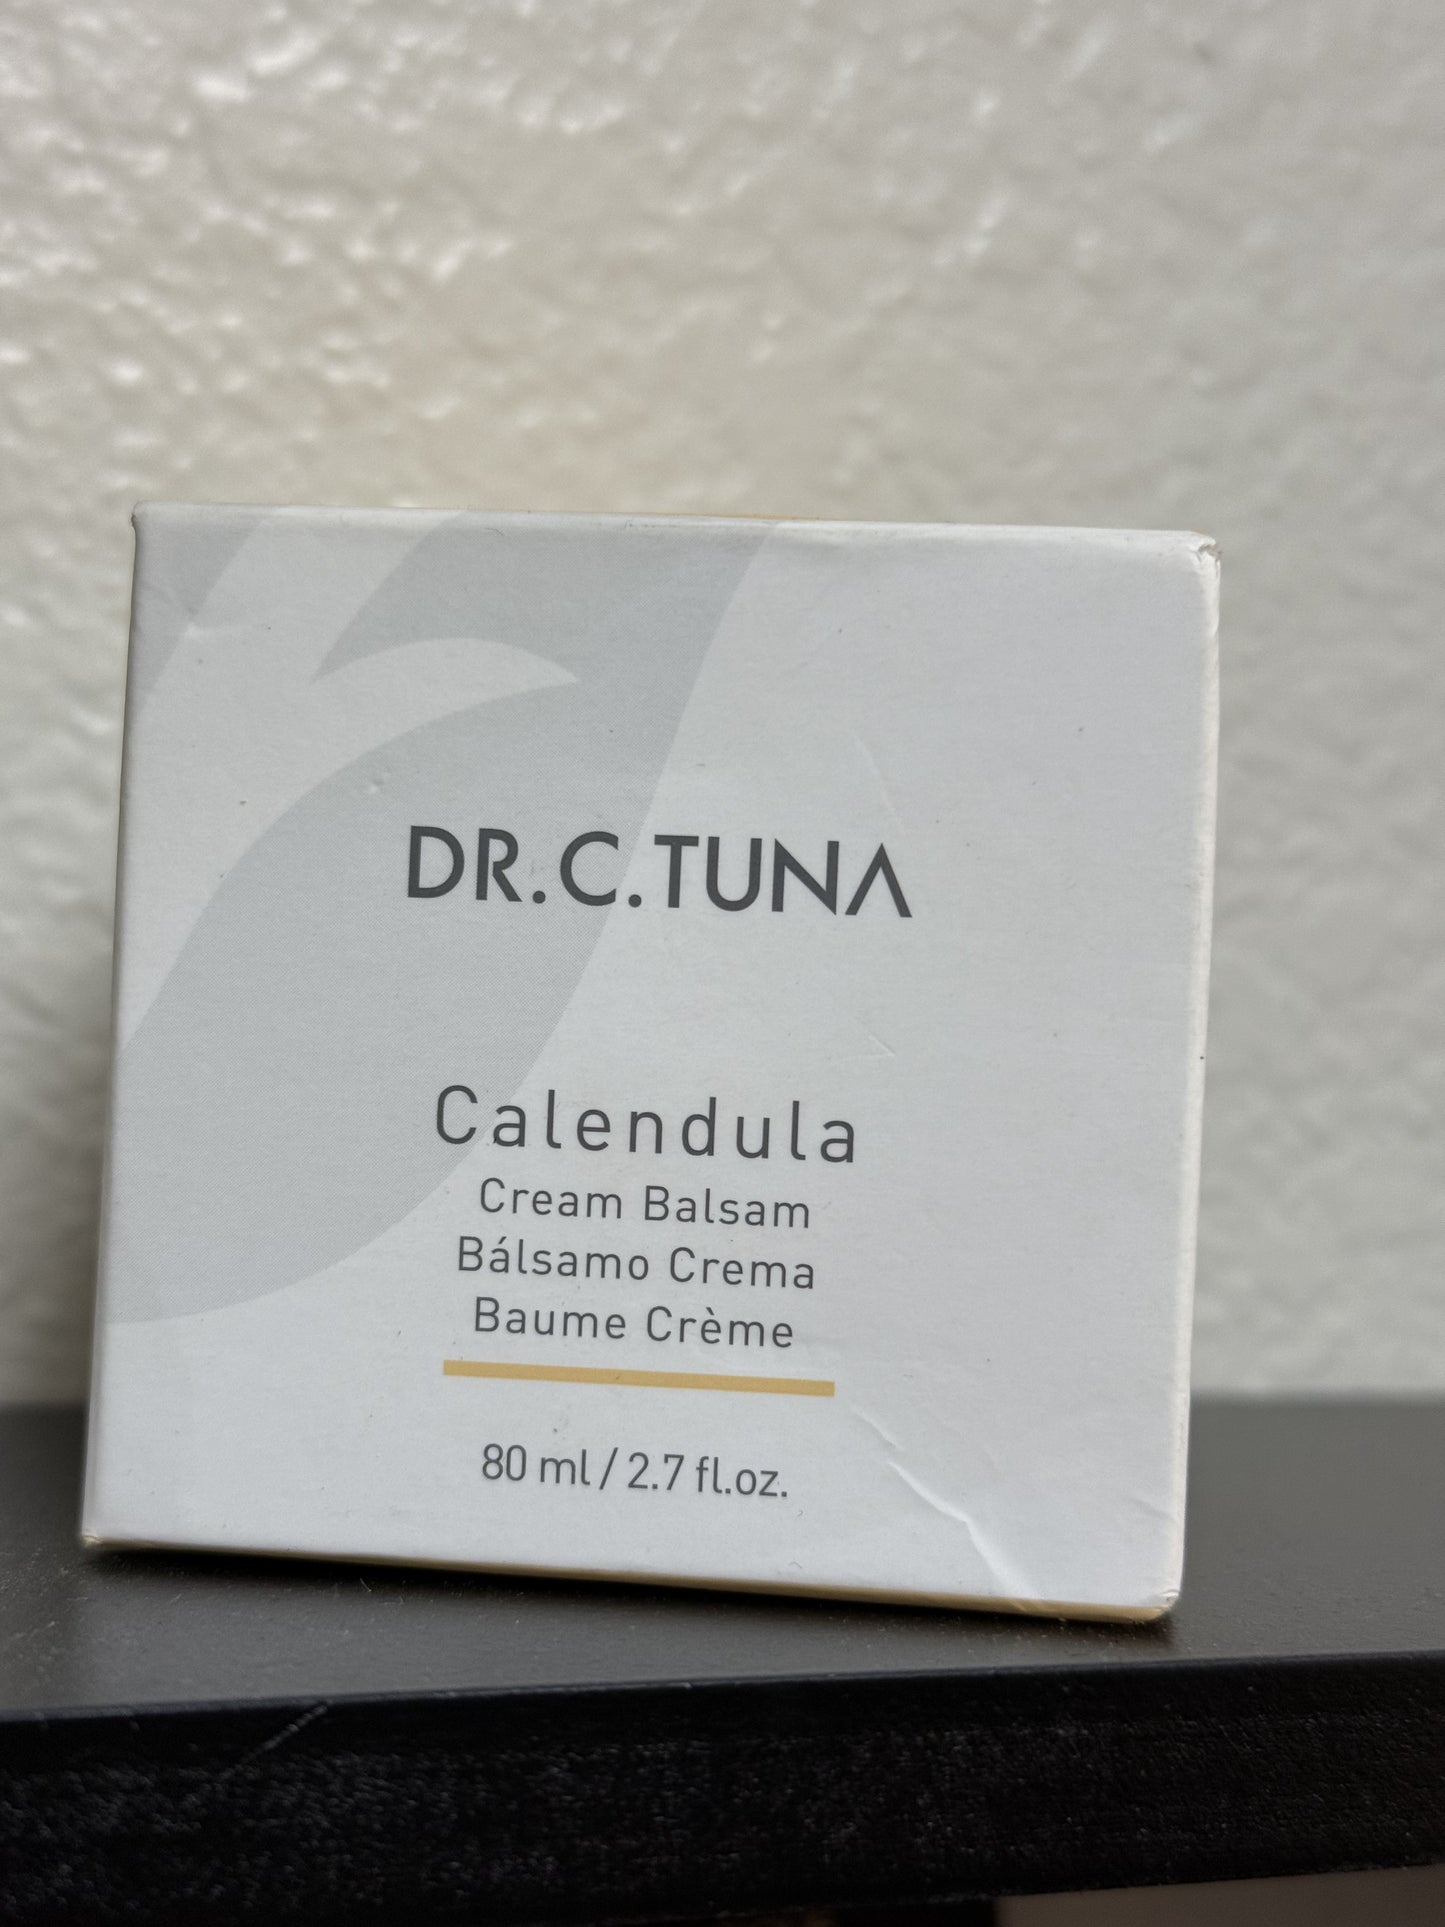 DR.C.TUNA
Calendula
Cream Balsam
Bálsamo Crema
Baume Crème
80 ml / 2.7 fl.oz.